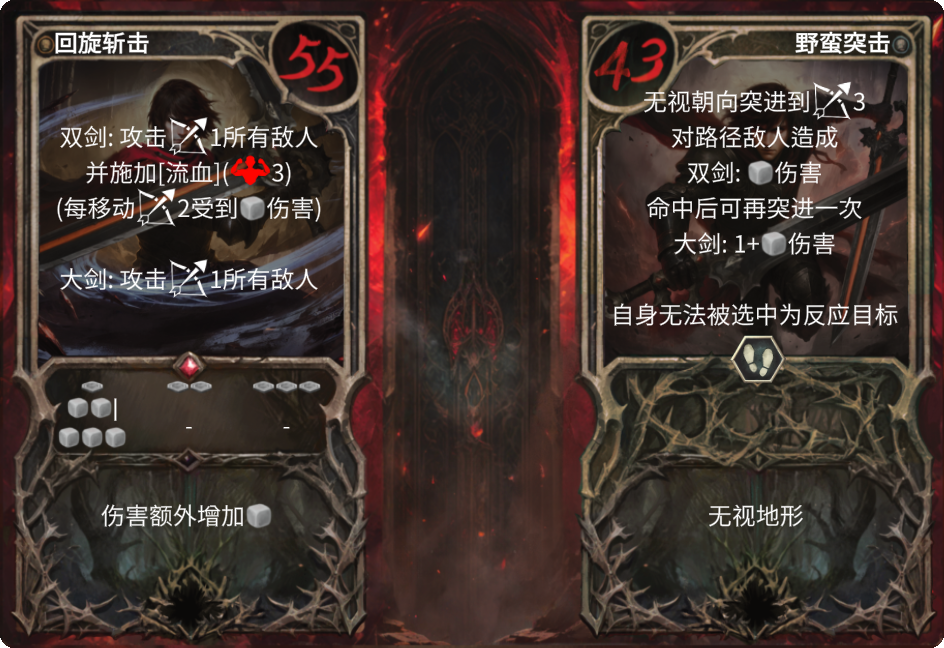 回旋斩击
55
双剑: 攻击1所有敌人
并施加[流血](3)
(每移动2受到伤害)
大剑: 攻击1所有敌人
|
- -
伤害额外增加
43
野蛮突击
无视朝向突进到3
对路径敌人造成
双剑: 伤害
命中后可再突进一次
大剑: 1+伤害
自身无法被选中为反应目标
无视地形